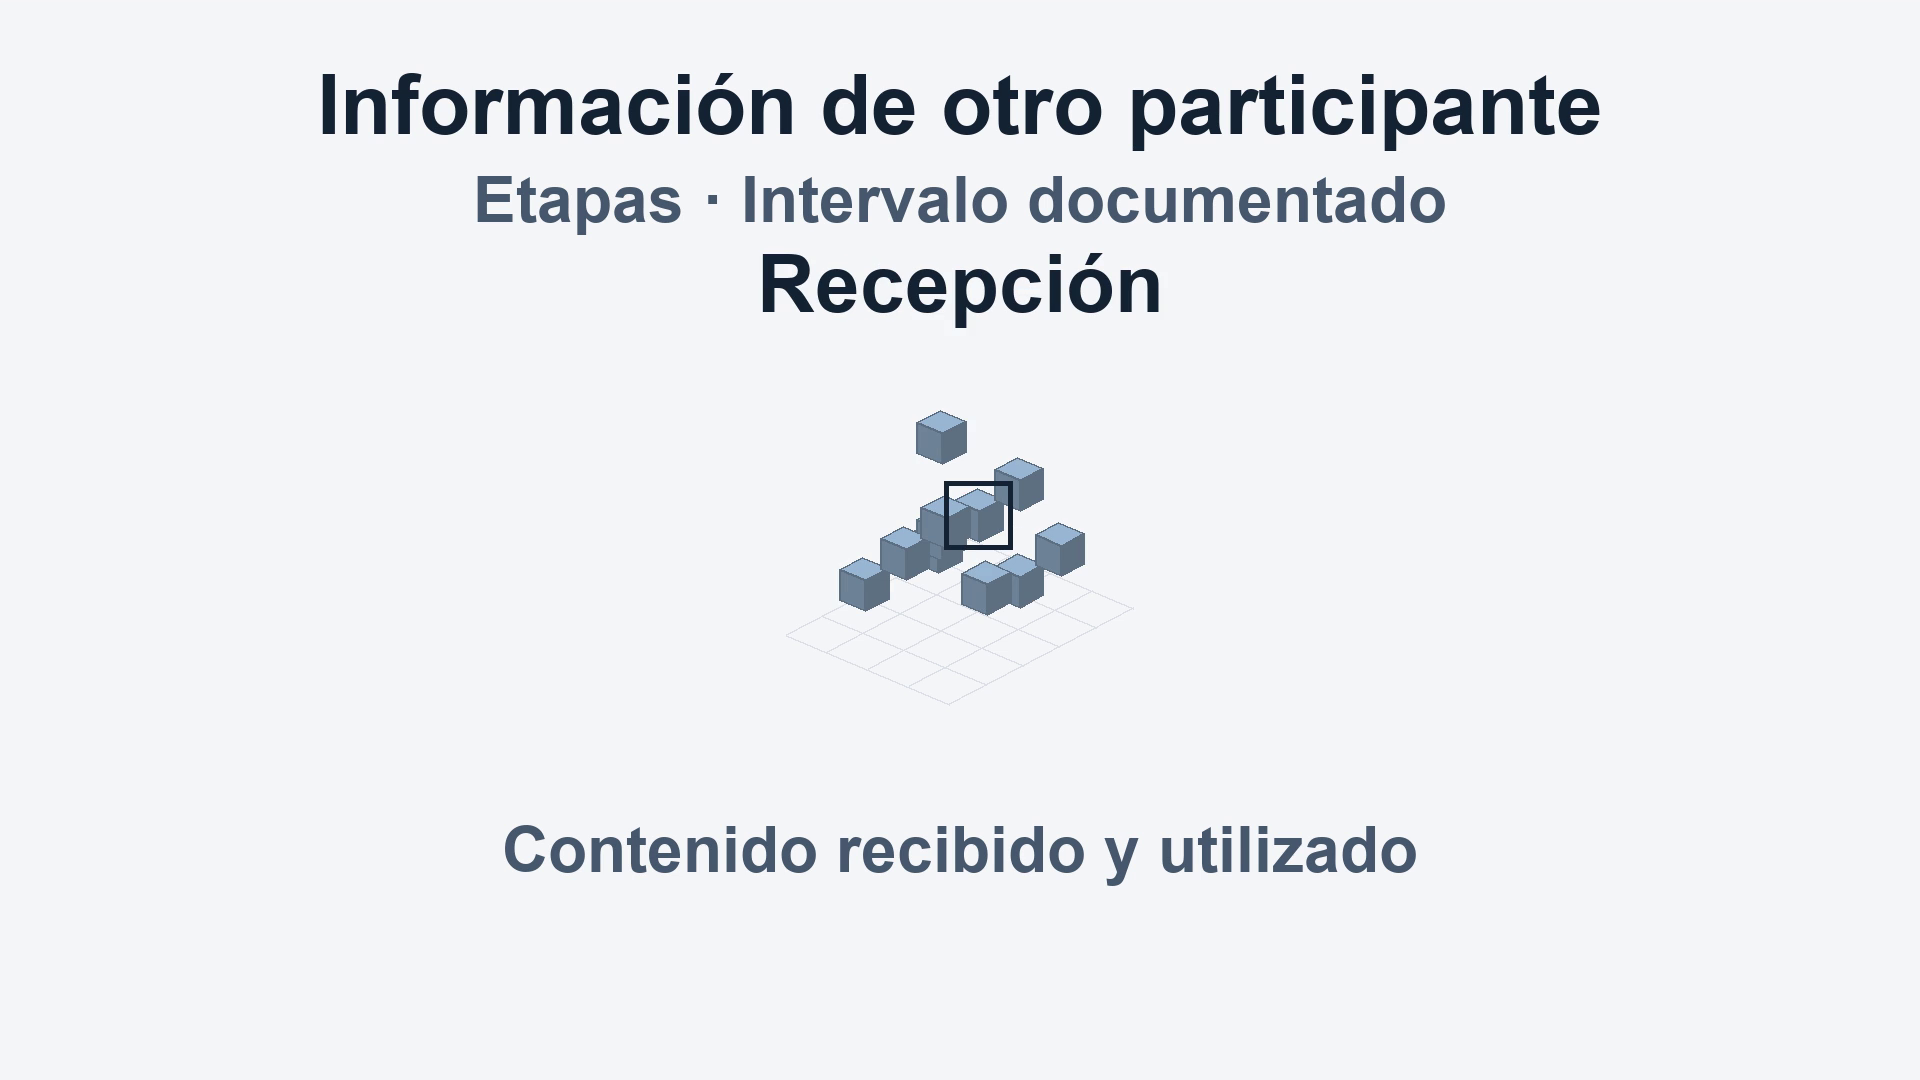 Información de otro participante
Etapas · Intervalo documentado
Recepción
Contenido recibido y utilizado